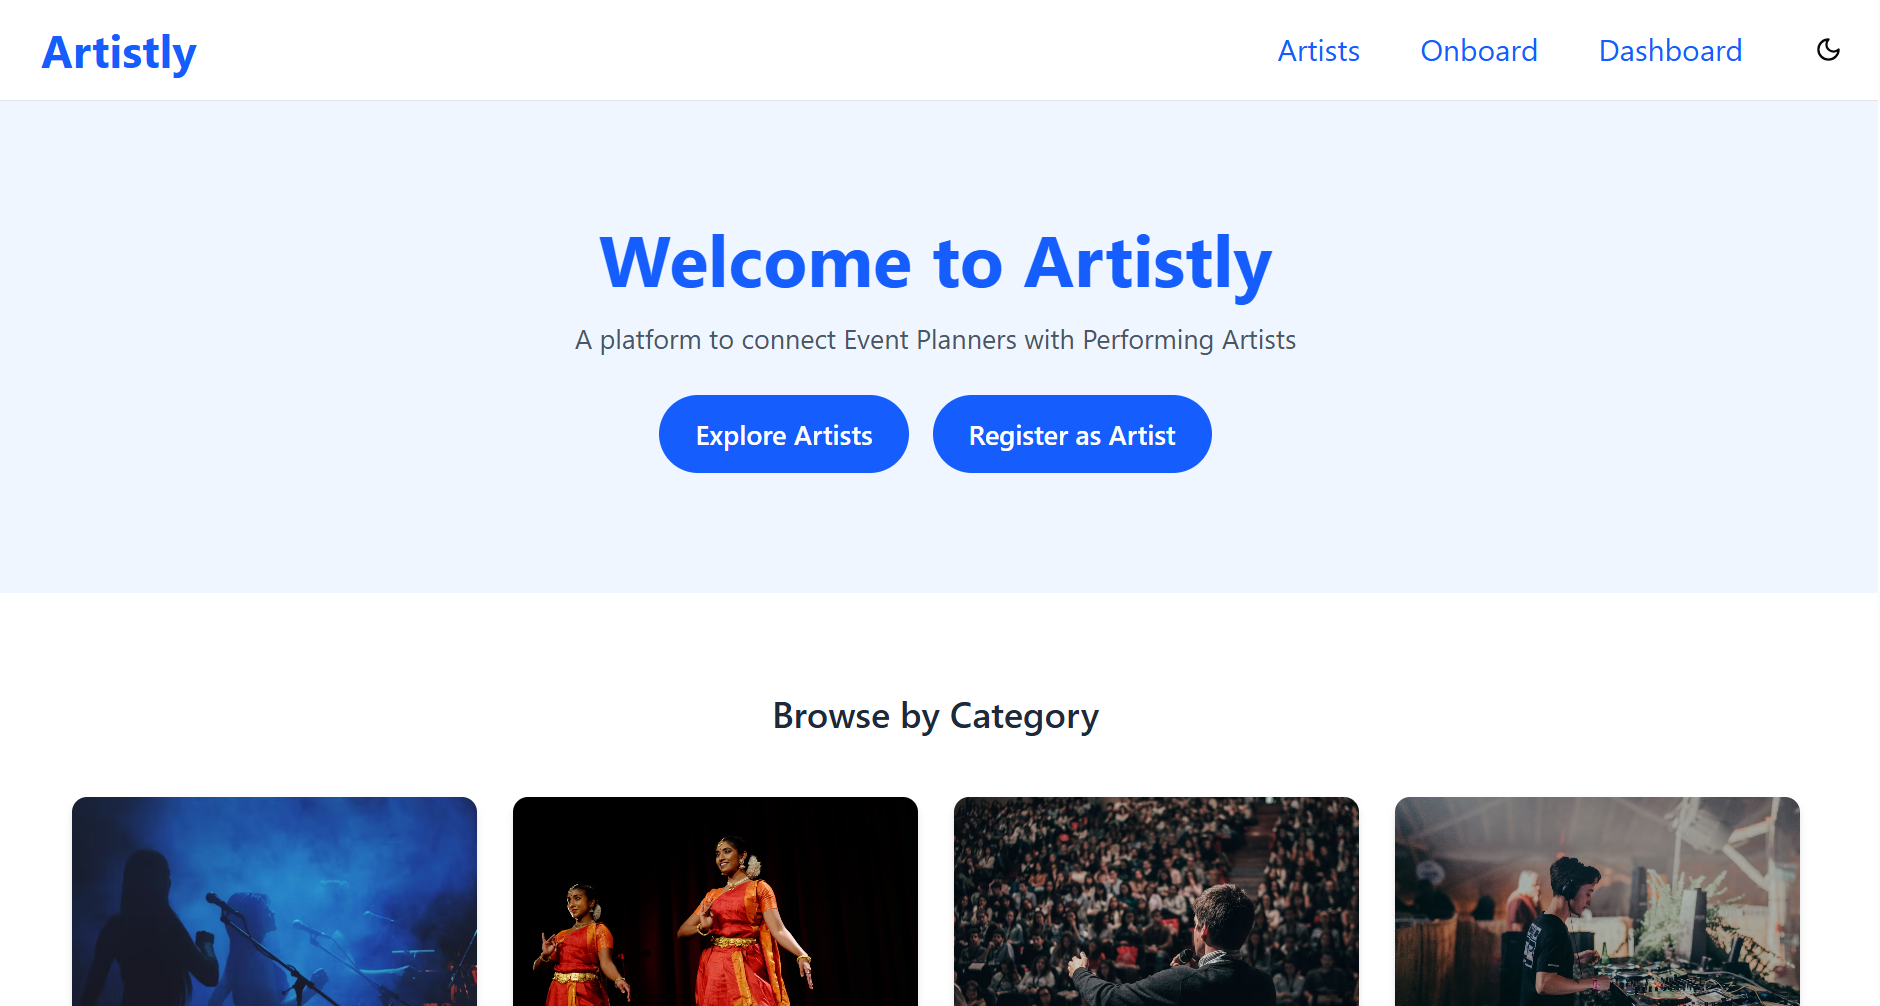 Artistly
Artists
Onboard
Dashboard
Welcome to Artistly
A platform to connect Event Planners with Performing Artists
Explore Artists
Register as Artist
Browse by Category